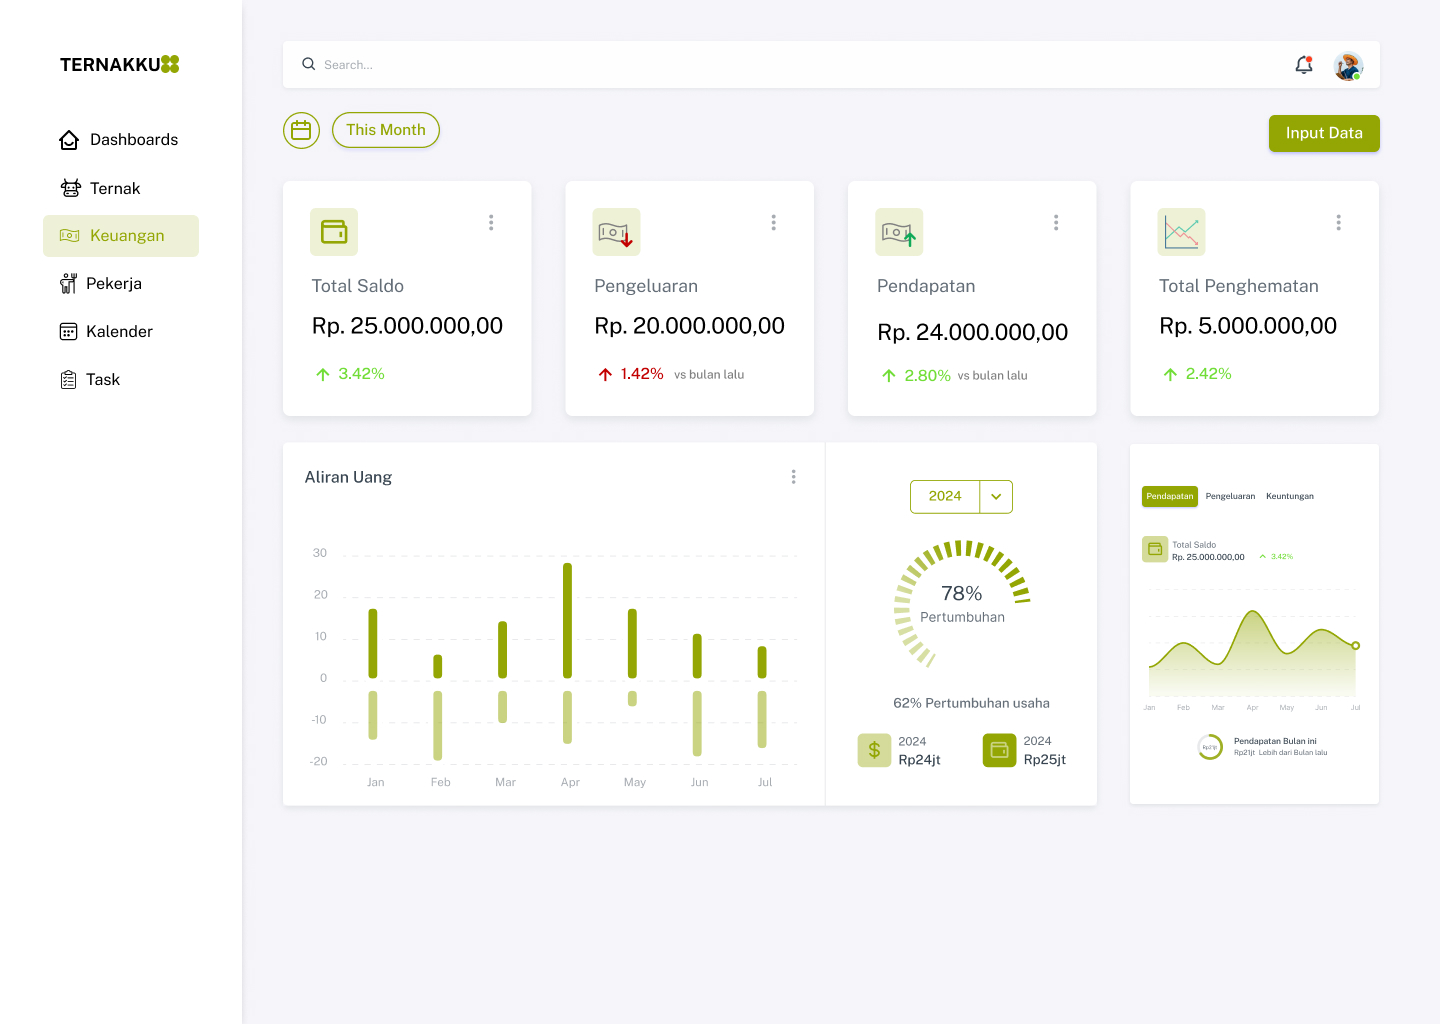 TERNAKKU
Dashboards
Ternak
Keuangan
Pekerja
Kalender
Task
Search...
This Month
Input Data
Total Saldo
Rp. 25.000.000,00
3.42%
Pengeluaran
Rp. 20.000.000,00
1.42% vs bulan lalu
Pendapatan
Rp. 24.000.000,00
2.80% vs bulan lalu
Total Penghematan
Rp. 5.000.000,00
2.42%
Aliran Uang
30
20
10
0
-10
-20
Jan Feb Mar Apr May Jun Jul
2024
78%
Pertumbuhan
62% Pertumbuhan usaha
2024
Rp24jt
2024
Rp25jt
Pendapatan Pengeluaran Keuntungan
Total Saldo
Rp. 25.000.000,00 3.42%
Jan Feb Mar Apr May Jun Jul
Rp21jt
Pendapatan Bulan ini
Rp21jt Lebih dari Bulan lalu